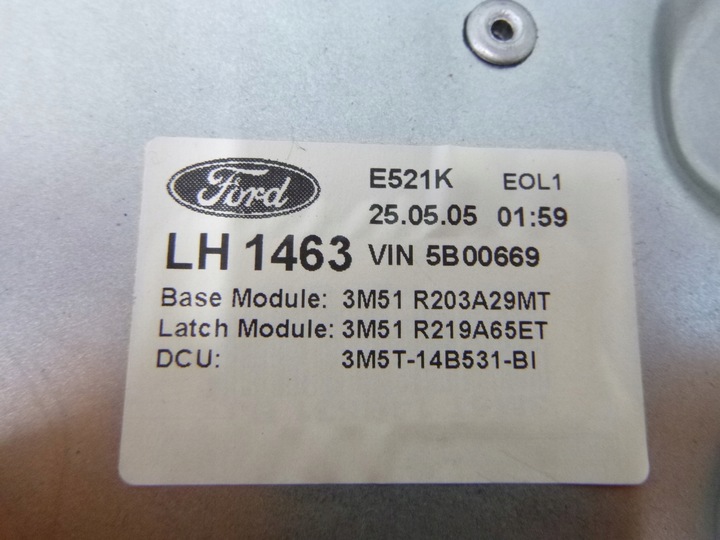 Ford E521K EOL1
25.05.05 01:59
LH 1463 VIN 5B00669
Base Module: 3M51 R203A29MT
Latch Module: 3M51 R219A65ET
DCU: 3M5T-14B531-BI